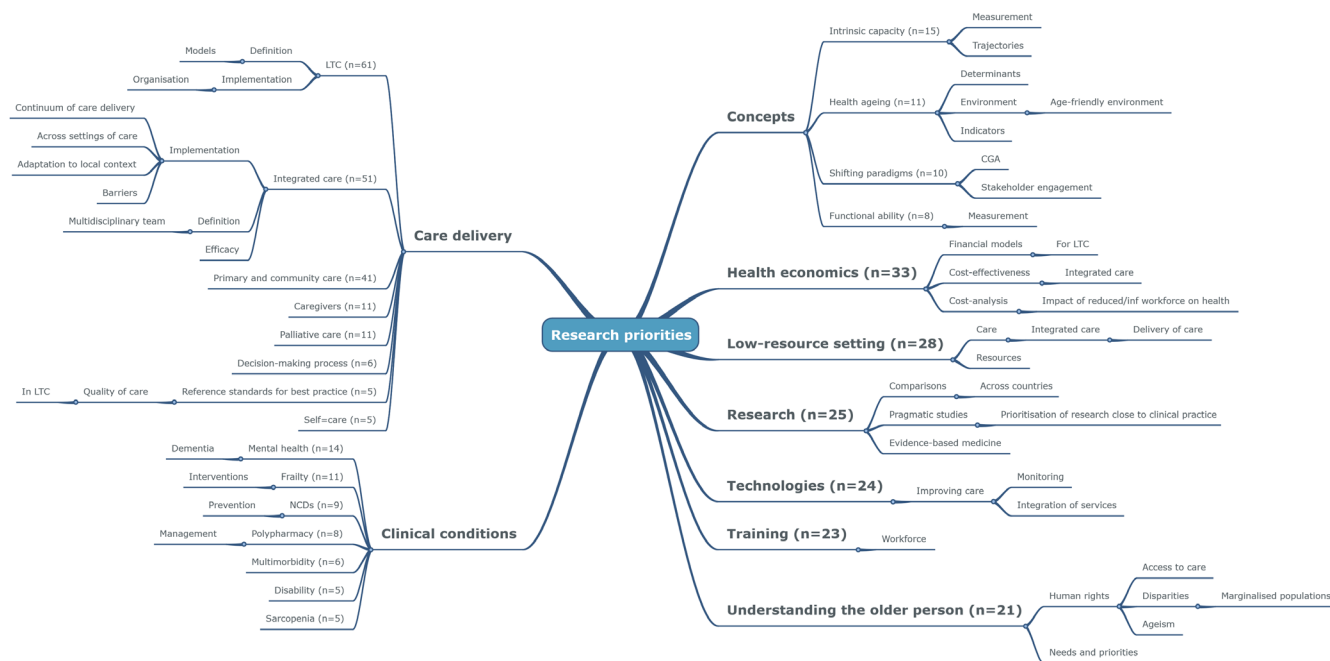 Research priorities
Care delivery
LTC (n=61)
Definition
Models
Implementation
Organisation
Integrated care (n=51)
Implementation
Continuum of care delivery
Across settings of care
Adaptation to local context
Barriers
Definition
Multidisciplinary team
Efficacy
Primary and community care (n=41)
Caregivers (n=11)
Palliative care (n=11)
Decision-making process (n=6)
Reference standards for best practice (n=5)
Quality of care
In LTC
Self=care (n=5)
Clinical conditions
Mental health (n=14)
Dementia
Frailty (n=11)
Interventions
NCDs (n=9)
Prevention
Polypharmacy (n=8)
Management
Multimorbidity (n=6)
Disability (n=5)
Sarcopenia (n=5)
Concepts
Intrinsic capacity (n=15)
Measurement
Trajectories
Health ageing (n=11)
Determinants
Environment
Age-friendly environment
Indicators
Shifting paradigms (n=10)
CGA
Stakeholder engagement
Functional ability (n=8)
Measurement
Health economics (n=33)
Financial models
For LTC
Cost-effectiveness
Integrated care
Cost-analysis
Impact of reduced/inf workforce on health
Low-resource setting (n=28)
Care
Integrated care
Delivery of care
Resources
Research (n=25)
Comparisons
Across countries
Pragmatic studies
Prioritisation of research close to clinical practice
Evidence-based medicine
Technologies (n=24)
Improving care
Monitoring
Integration of services
Training (n=23)
Workforce
Understanding the older person (n=21)
Human rights
Access to care
Disparities
Marginalised populations
Ageism
Needs and priorities